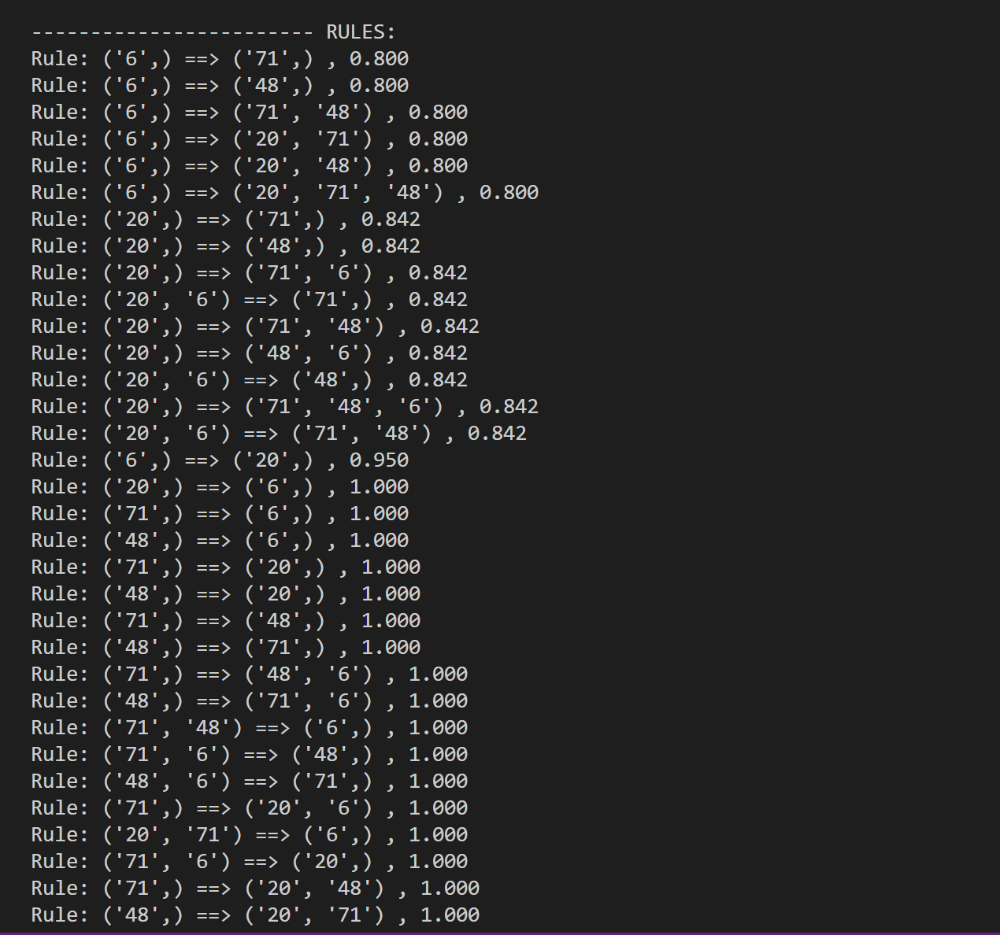 ------------------------ RULES:
Rule: ('6',) ==> ('71',) , 0.800
Rule: ('6',) ==> ('48',) , 0.800
Rule: ('6',) ==> ('71', '48') , 0.800
Rule: ('6',) ==> ('20', '71') , 0.800
Rule: ('6',) ==> ('20', '48') , 0.800
Rule: ('6',) ==> ('20', '71', '48') , 0.800
Rule: ('20',) ==> ('71',) , 0.842
Rule: ('20',) ==> ('48',) , 0.842
Rule: ('20',) ==> ('71', '6') , 0.842
Rule: ('20', '6') ==> ('71',) , 0.842
Rule: ('20',) ==> ('71', '48') , 0.842
Rule: ('20',) ==> ('48', '6') , 0.842
Rule: ('20', '6') ==> ('48',) , 0.842
Rule: ('20',) ==> ('71', '48', '6') , 0.842
Rule: ('20', '6') ==> ('71', '48') , 0.842
Rule: ('6',) ==> ('20',) , 0.950
Rule: ('20',) ==> ('6',) , 1.000
Rule: ('71',) ==> ('6',) , 1.000
Rule: ('48',) ==> ('6',) , 1.000
Rule: ('71',) ==> ('20',) , 1.000
Rule: ('48',) ==> ('20',) , 1.000
Rule: ('71',) ==> ('48',) , 1.000
Rule: ('48',) ==> ('71',) , 1.000
Rule: ('71',) ==> ('48', '6') , 1.000
Rule: ('48',) ==> ('71', '6') , 1.000
Rule: ('71', '48') ==> ('6',) , 1.000
Rule: ('71', '6') ==> ('48',) , 1.000
Rule: ('48', '6') ==> ('71',) , 1.000
Rule: ('71',) ==> ('20', '6') , 1.000
Rule: ('20', '71') ==> ('6',) , 1.000
Rule: ('71', '6') ==> ('20',) , 1.000
Rule: ('71',) ==> ('20', '48') , 1.000
Rule: ('48',) ==> ('20', '71') , 1.000